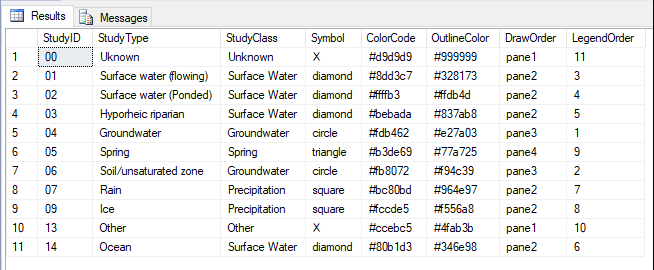 Results Messages
StudyID StudyType StudyClass Symbol ColorCode OutlineColor DrawOrder LegendOrder
1 00 Uknown Unknown X #d9d9d9 #999999 pane1 11
2 01 Surface water (flowing) Surface Water diamond #8dd3c7 #328173 pane2 3
3 02 Surface water (Ponded) Surface Water diamond #ffffb3 #ffdb4d pane2 4
4 03 Hyporheic riparian Surface Water diamond #bebada #837ab8 pane2 5
5 04 Groundwater Groundwater circle #fdb462 #e27a03 pane3 1
6 05 Spring Spring triangle #b3de69 #77a725 pane4 9
7 06 Soil/unsaturated zone Groundwater circle #fb8072 #f94c39 pane3 2
8 07 Rain Precipitation square #bc80bd #964e97 pane2 7
9 09 Ice Precipitation square #fccde5 #f556a8 pane2 8
10 13 Other Other X #ccebc5 #4fab3b pane1 10
11 14 Ocean Surface Water diamond #80b1d3 #346e98 pane2 6